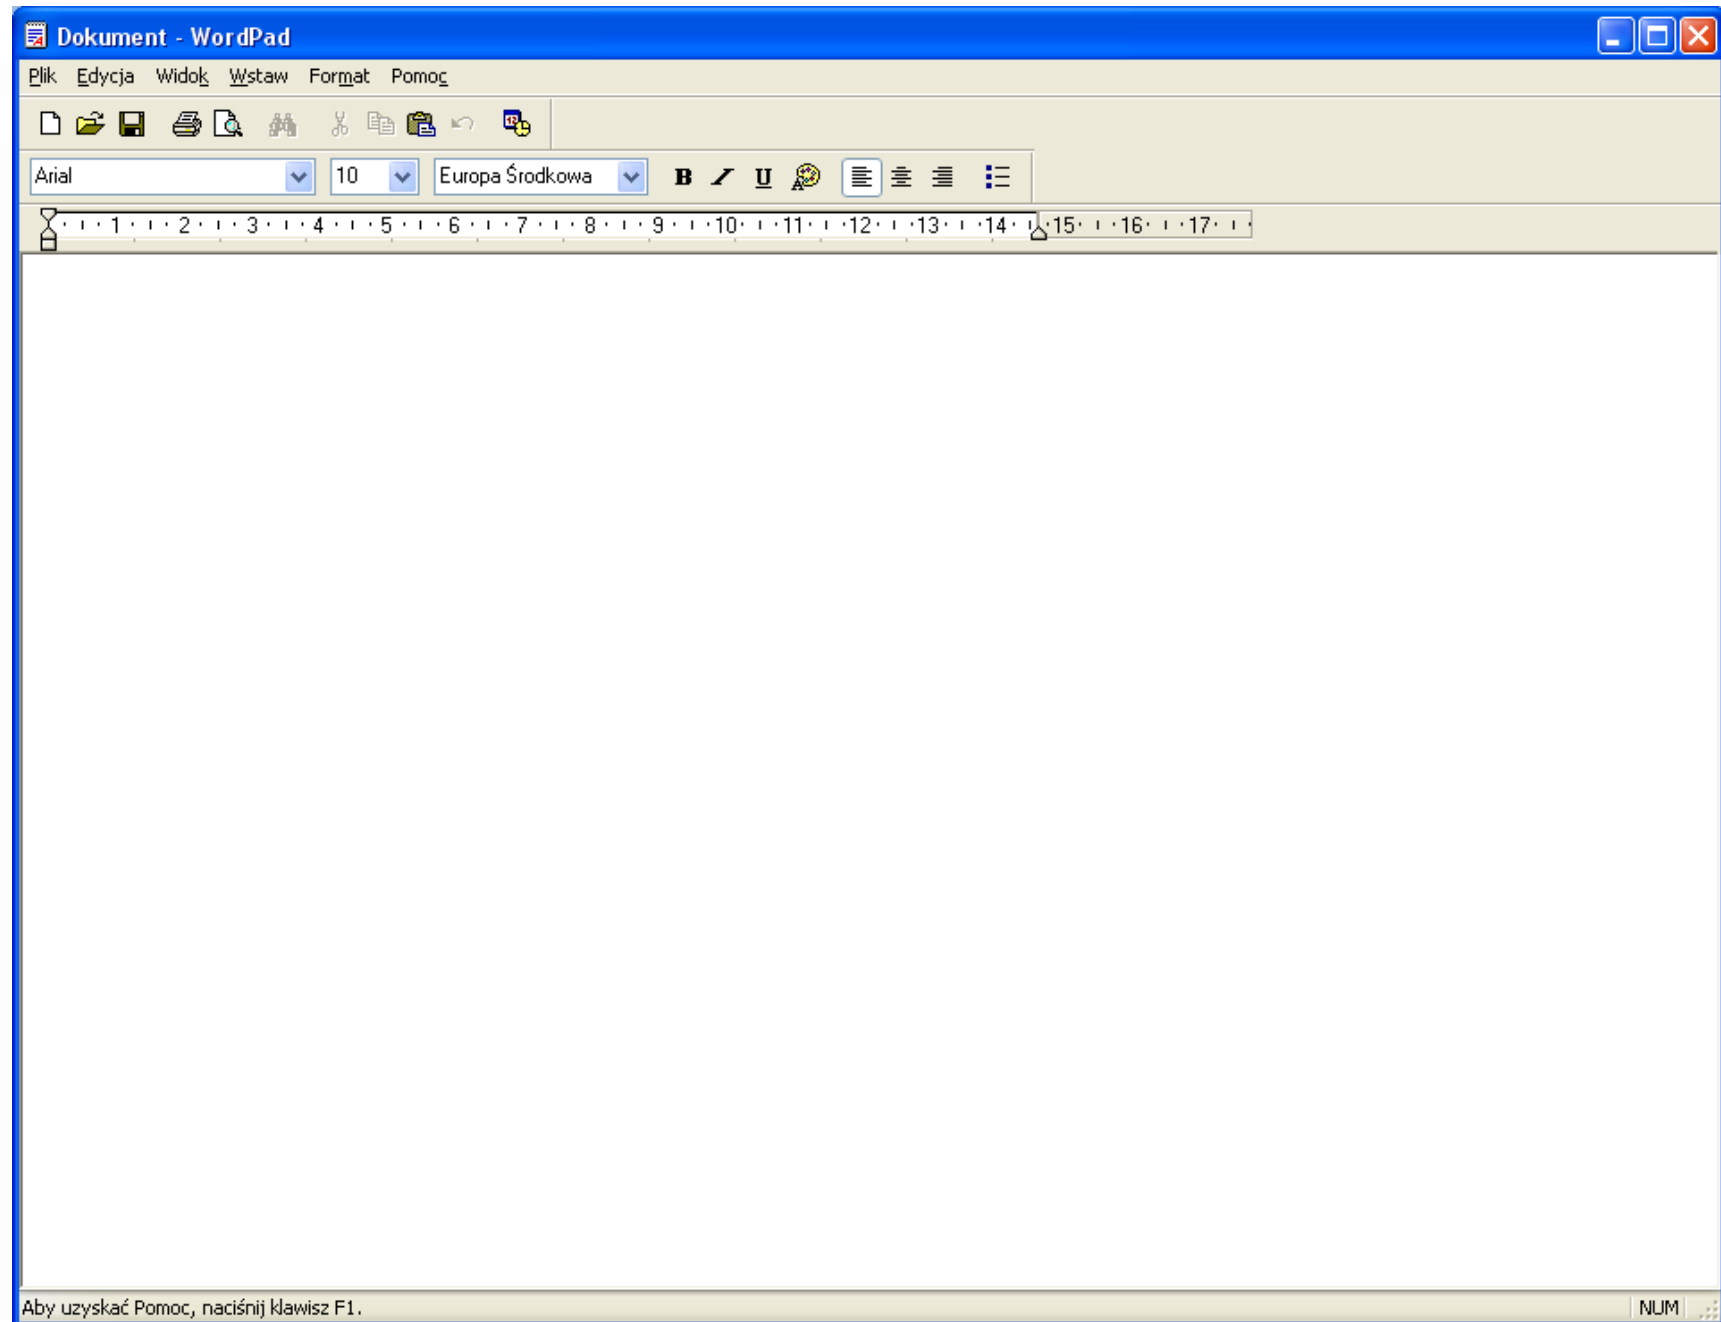 Dokument - WordPad
Plik Edycja Widok Wstaw Format Pomoc
Arial 10 Europa Środkowa B U
1 2 3 4 5 6 7 8 9 10 11 12 13 14 15 16 17
Aby uzyskać Pomoc, naciśnij klawisz F1. NUM